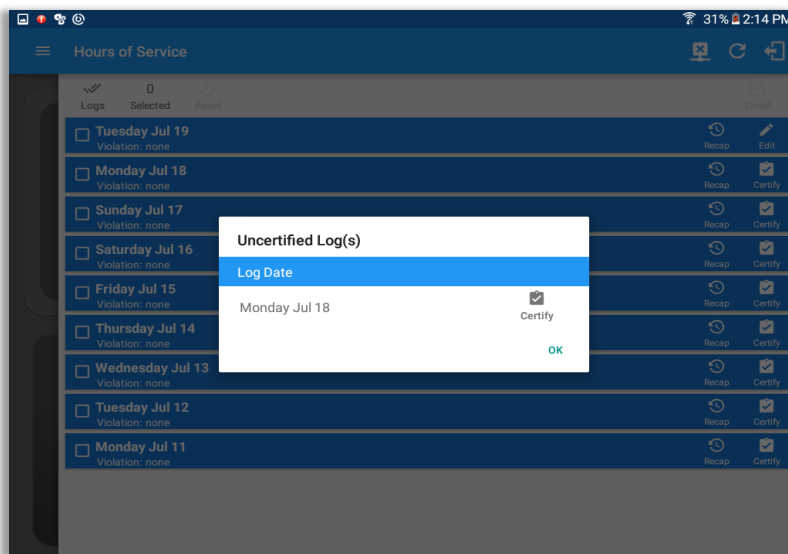 31% 2:14 PM
Hours of Service
Logs 0 Selected Reset Email
Tuesday Jul 19
Violation: none
Recap Edit
Monday Jul 18
Violation: none
Recap Certify
Sunday Jul 17
Violation: none
Recap Certify
Saturday Jul 16
Violation: none
Recap Certify
Friday Jul 15
Violation: none
Recap Certify
Thursday Jul 14
Violation: none
Recap Certify
Wednesday Jul 13
Violation: none
Recap Certify
Tuesday Jul 12
Violation: none
Recap Certify
Monday Jul 11
Violation: none
Recap Certify
Uncertified Log(s)
Log Date
Monday Jul 18
Certify
OK